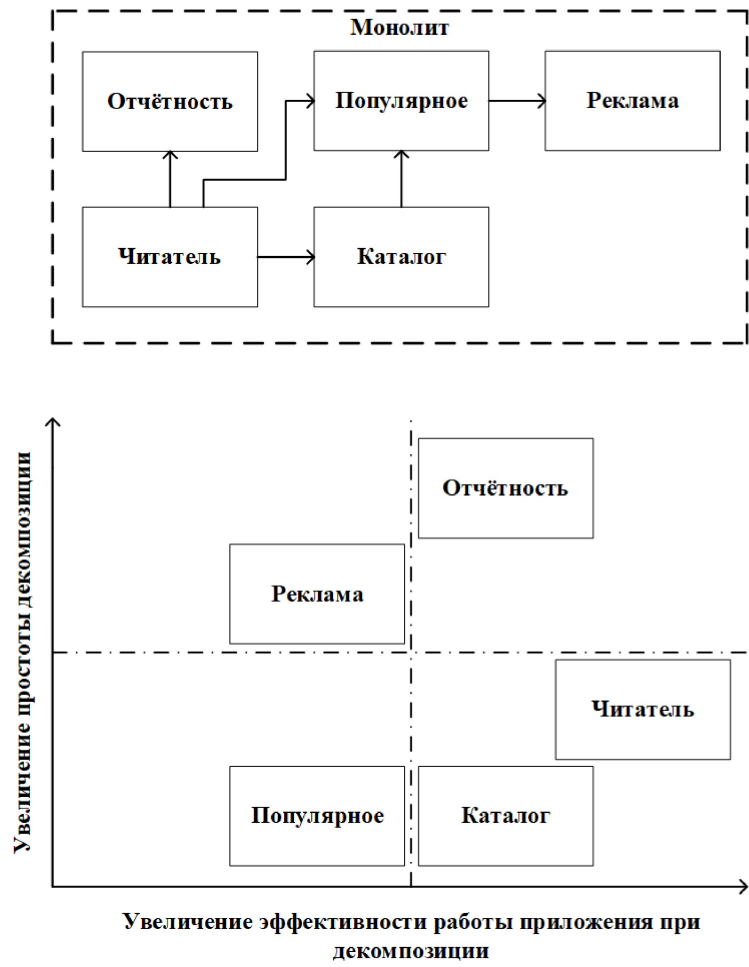 Монолит
Отчётность
Популярное
Реклама
Читатель
Каталог
Увеличение простоты декомпозиции
Отчётность
Реклама
Читатель
Популярное
Каталог
Увеличение эффективности работы приложения при
декомпозиции